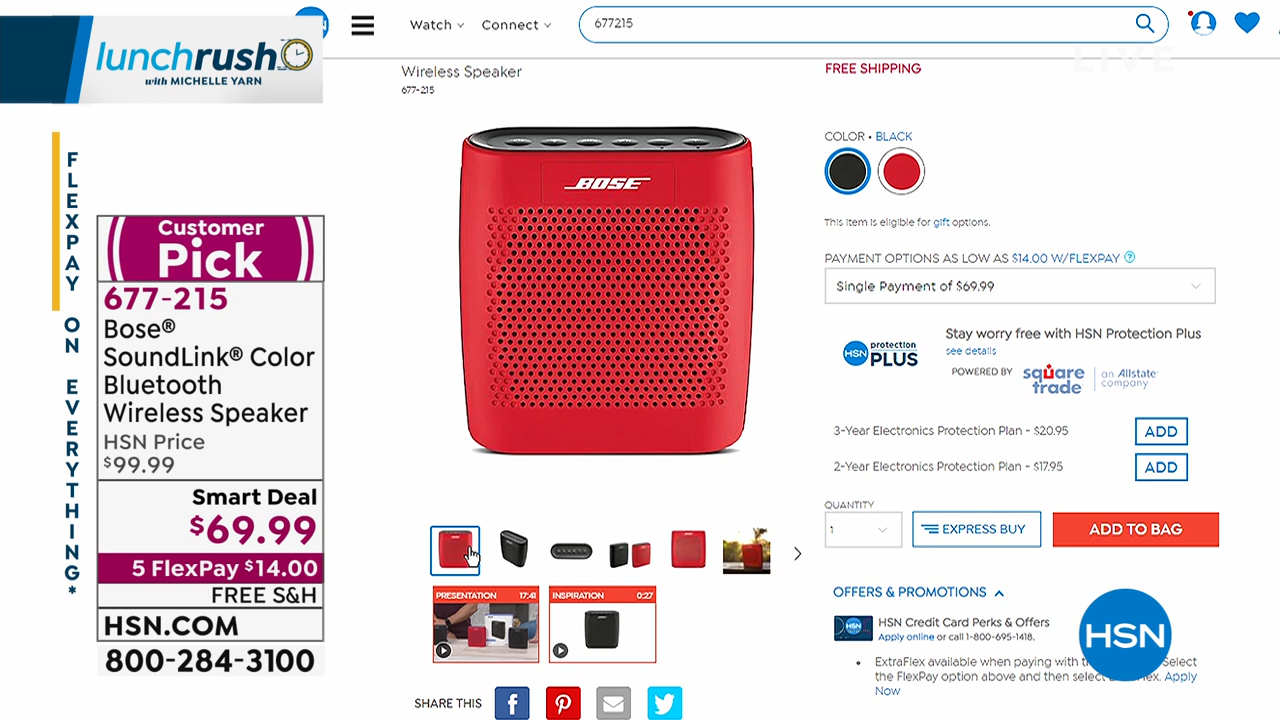 lunchrush
with MICHELLE YARN
HSN
Watch
Connect
677215
LIVE
FLEXPAY ON EVERYTHING*
Customer
Pick
677-215
Bose®
SoundLink® Color
Bluetooth
Wireless Speaker
HSN Price
$99.99
Smart Deal
$69.99
5 FlexPay $14.00
FREE S&H
HSN.COM
800-284-3100
Wireless Speaker
677-215
BOSE
PRESENTATION 17:41
INSPIRATION 0:27
SHARE THIS
FREE SHIPPING
COLOR • BLACK
This item is eligible for gift options.
PAYMENT OPTIONS AS LOW AS $14.00 W/FLEXPAY ?
Single Payment of $69.99
HSN protection PLUS
Stay worry free with HSN Protection Plus
see details
POWERED BY square trade an Allstate company
3-Year Electronics Protection Plan - $20.95 ADD
2-Year Electronics Protection Plan - $17.95 ADD
QUANTITY
1
EXPRESS BUY
ADD TO BAG
OFFERS & PROMOTIONS
HSN
HSN Credit Card Perks & Offers
Apply online or call 1-800-695-1418.
• ExtraFlex available when paying with Select
the FlexPay option above and then select Apply
Now
HSN